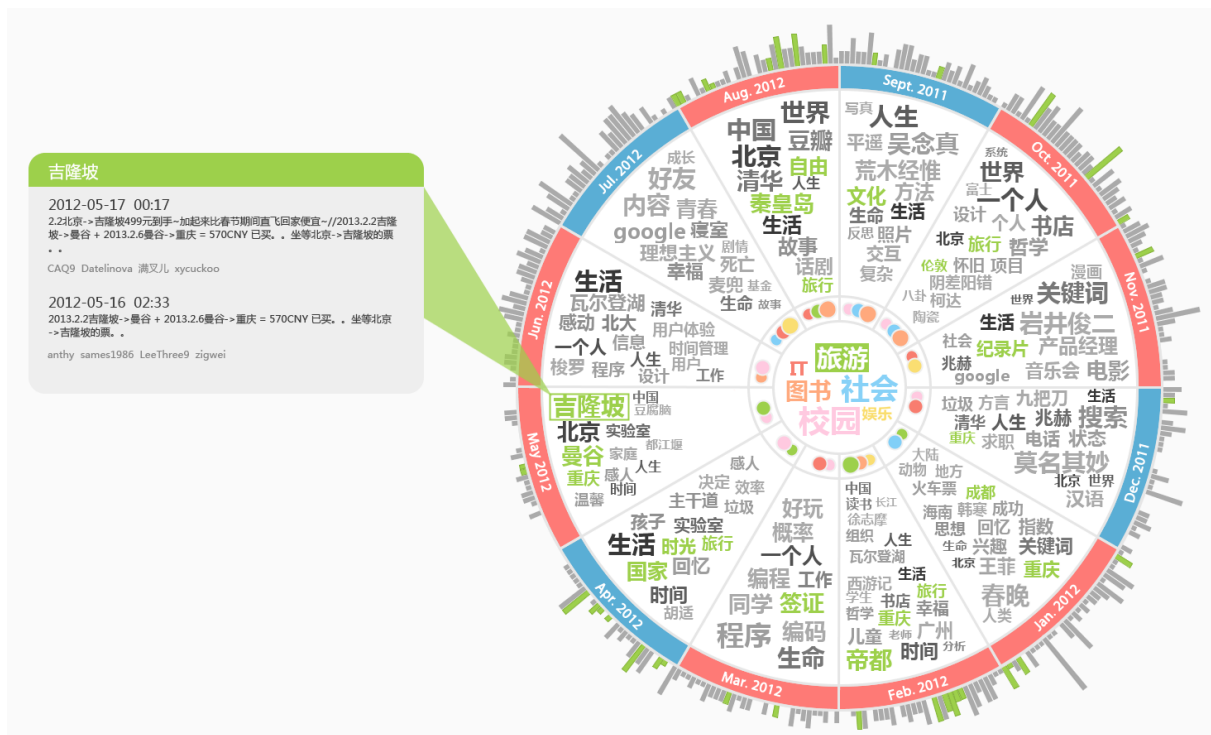 吉隆坡
2012-05-17 00:17
2.2北京->吉隆坡499元到手~加起来比春节期间直飞回家便宜~//2013.2.2吉隆
坡->曼谷 + 2013.2.6曼谷->重庆 = 570CNY 已买。。坐等北京->吉隆坡的票
。。
CAQ9 Datelinova 满叉儿 xycuckoo
2012-05-16 02:33
2013.2.2吉隆坡->曼谷 + 2013.2.6曼谷->重庆 = 570CNY 已买。。坐等北京
->吉隆坡的票。。
anthy sames1986 LeeThree9 zigwei
IT 旅游
图书 社会
校园 娱乐
Sept. 2011
写真 人生
平遥 吴念真
荒木经惟
文化 方法
生命 生活
反思 照片
交互
复杂
Oct. 2011
系统
世界
富士 一个人
设计 个人 书店
北京 旅行 哲学
伦敦 怀旧 项目
阴差阳错
八卦 柯达
陶瓷
Nov. 2011
漫画
世界 关键词
生活 岩井俊二
社会 纪录片 产品经理
兆赫
google 音乐会 电影
Dec. 2011
垃圾 方言 九把刀 生活
清华 人生 兆赫 搜索
重庆 求职 电话 状态
莫名其妙
北京 世界
汉语
Jan. 2012
大陆
动物 地方
火车票 成都
海南 韩寒 成功
思想 回忆 指数
生命 兴趣 关键词
北京 王菲 重庆
春晚
人类
Feb. 2012
中国
读书 长江
徐志摩
组织 人生
瓦尔登湖
生活
西游记 旅行
学生 书店 幸福
哲学 重庆
儿童 老师 广州
帝都 时间 分析
Mar. 2012
好玩
概率
一个人
编程 工作
同学 签证
程序 编码
生命
Apr. 2012
感人
决定 效率
主干道 垃圾
孩子 实验室
生活 时光 旅行
国家 回忆
时间
胡适
May 2012
吉隆坡 中国
豆腐脑
北京 实验室
都江堰
曼谷 家庭
重庆 感人 人生
时间
温馨
Jun. 2012
生活
瓦尔登湖 清华
感动 北大 用户体验
一个人 信息 时间管理
梭罗 程序 人生 用户
设计 工作
Jul. 2012
成长
好友
内容 青春
google 寝室
理想主义 剧情
幸福 死亡
麦兜 基金
生命 故事
Aug. 2012
世界
中国 豆瓣
北京 自由
清华 人生
秦皇岛
生活
故事
话剧
旅行